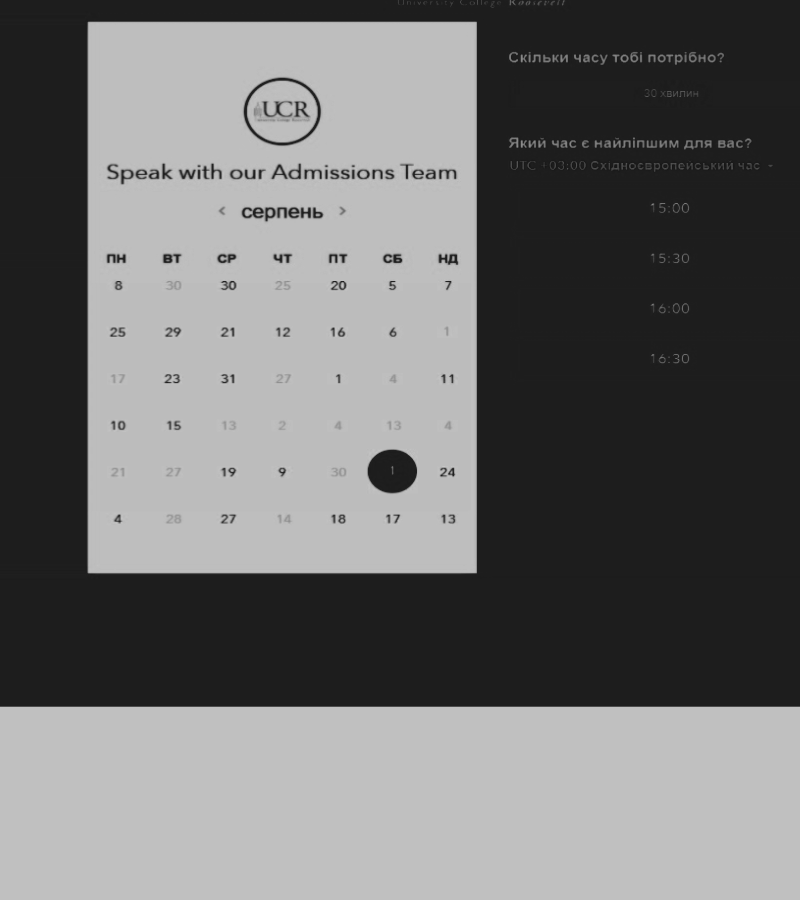 University College Roosevelt
UCR
Speak with our Admissions Team
< серпень >
ПН ВТ СР ЧТ ПТ СБ НД
8 30 30 25 20 5 7
25 29 21 12 16 6 1
17 23 31 27 1 4 11
10 15 13 2 4 13 4
21 27 19 9 30 1 24
4 28 27 14 18 17 13
Скільки часу тобі потрібно?
30 хвилин
Який час є найліпшим для вас?
UTC +03:00 Східноєвропейський час
15:00
15:30
16:00
16:30